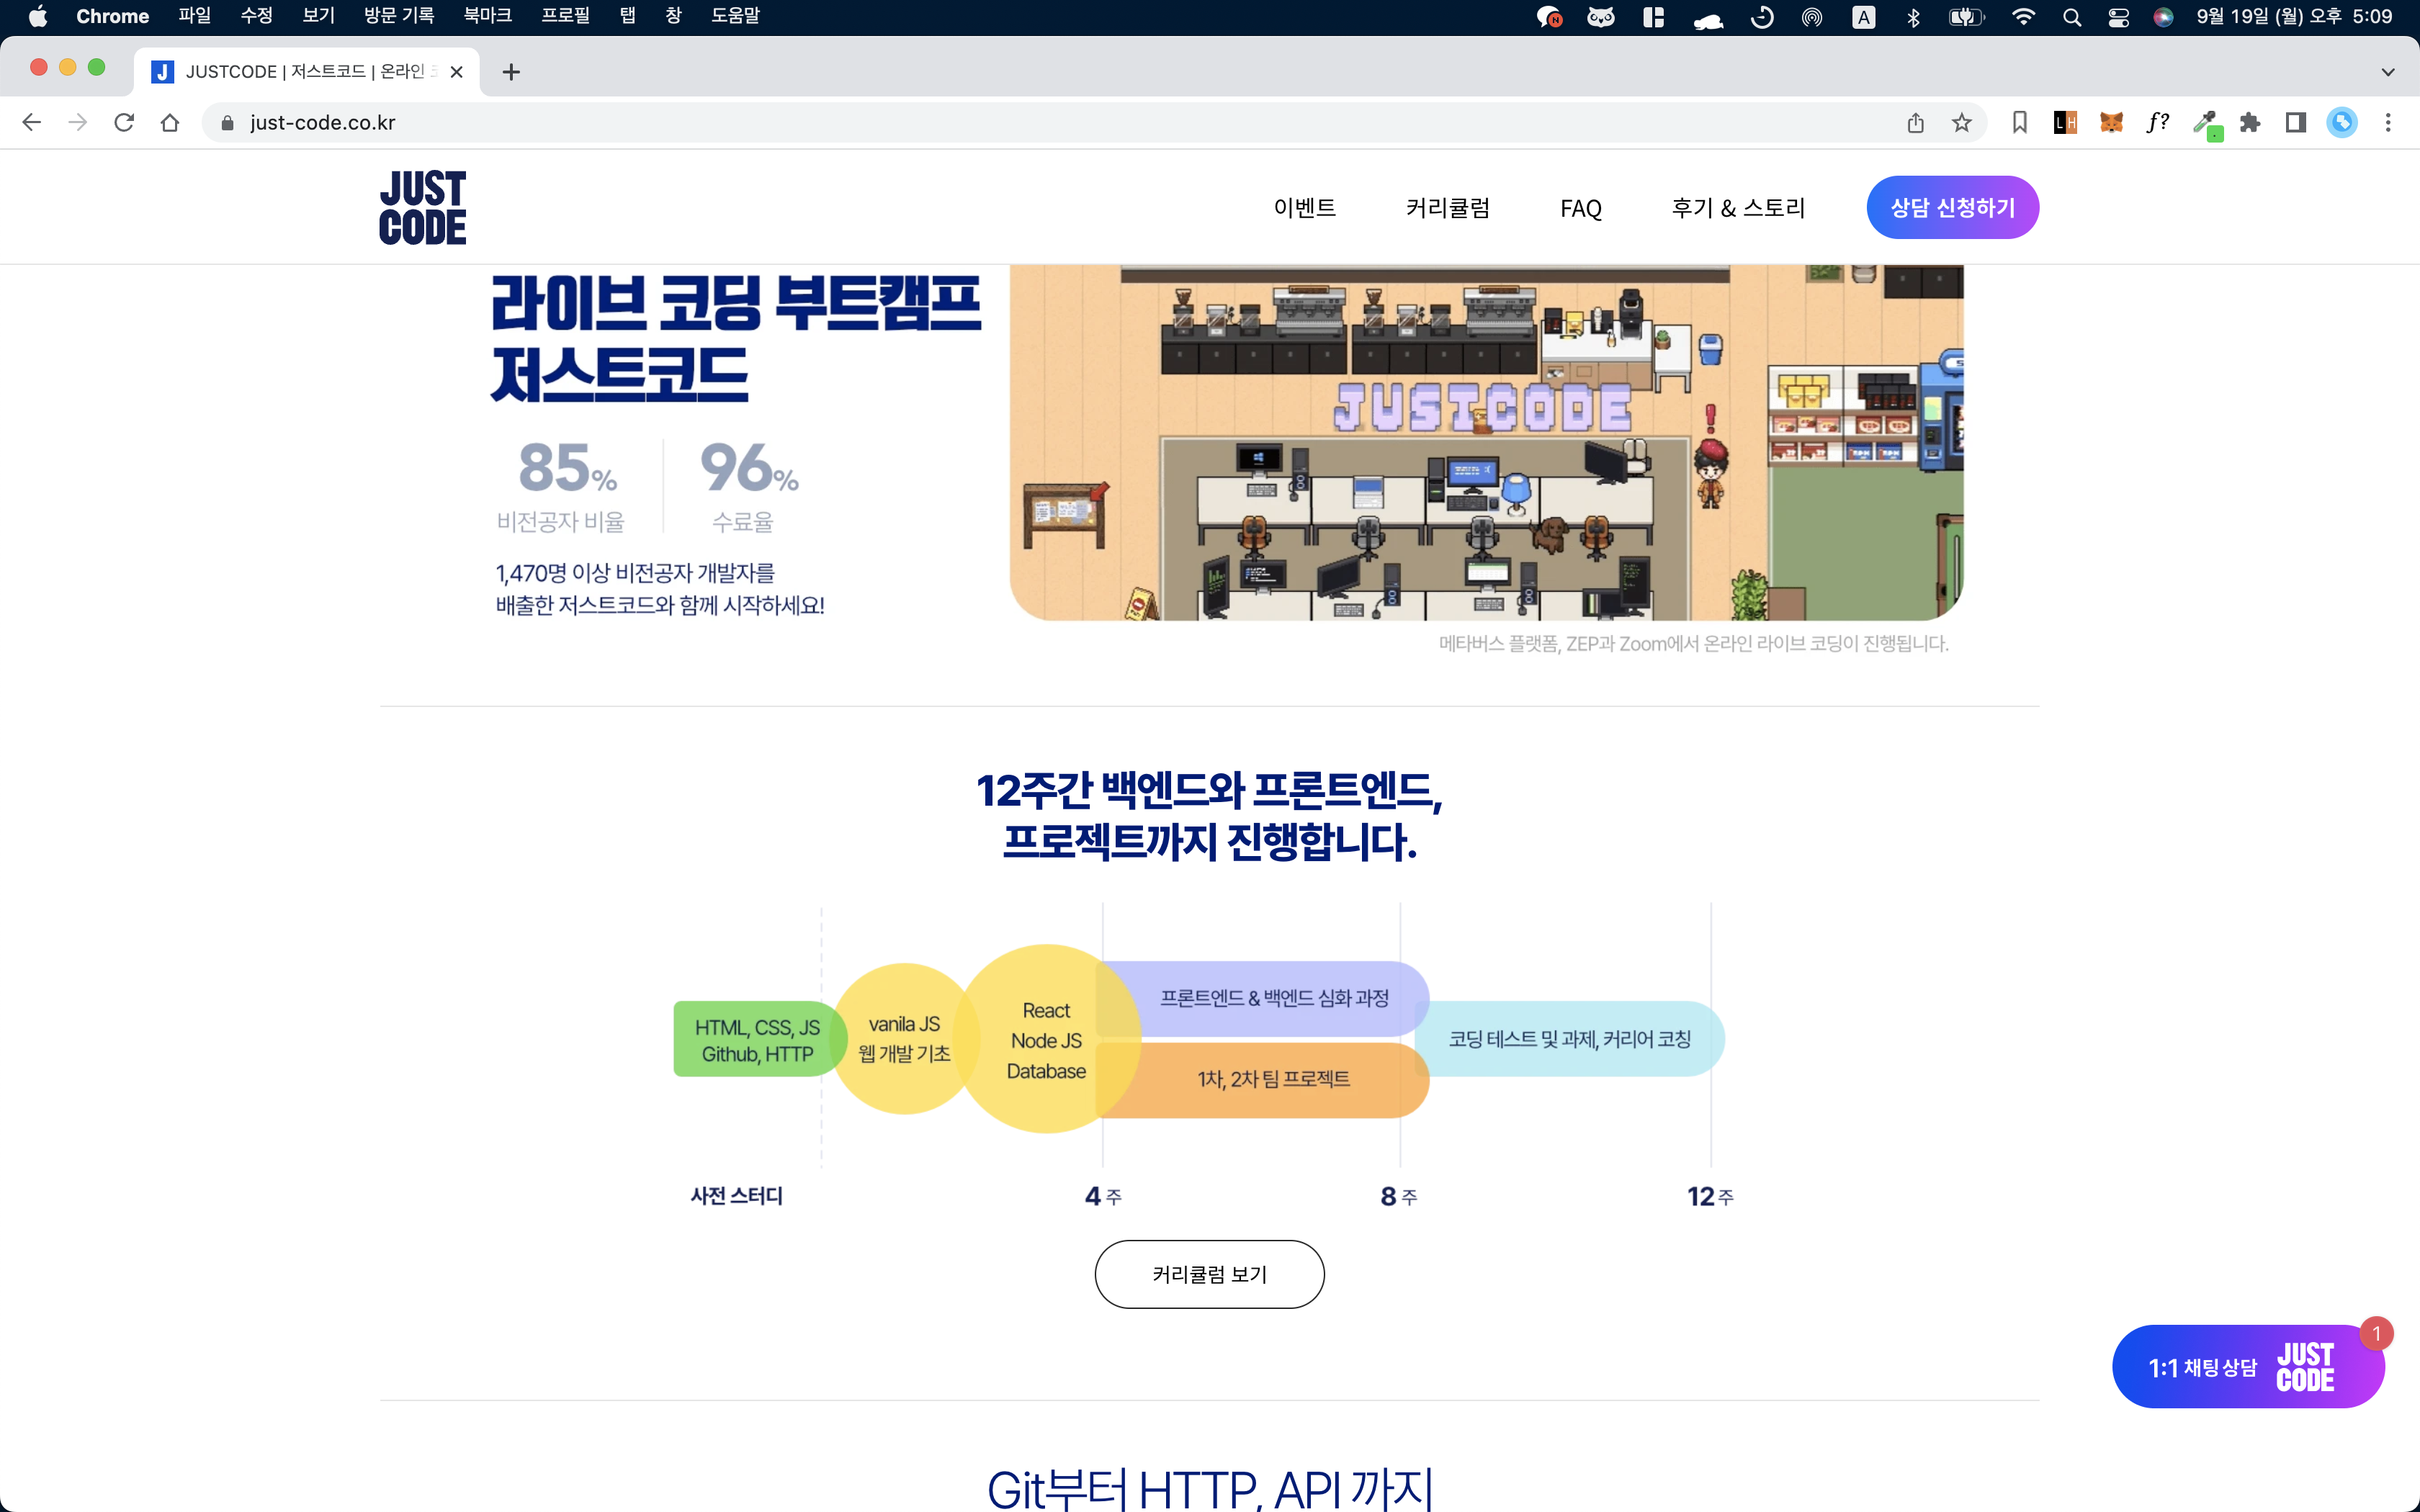 Chrome 파일 수정 보기 방문 기록 북마크 프로필 탭 창 도움말
N
A
9월 19일 (월) 오후 5:09
J JUSTCODE | 저스트코드 | 온라인
just-code.co.kr
LH
f?
JUST
CODE
이벤트 커리큘럼 FAQ 후기 & 스토리 상담 신청하기
라이브 코딩 부트캠프
저스트코드
85% 96%
비전공자 비율 수료율
1,470명 이상 비전공자 개발자를
배출한 저스트코드와 함께 시작하세요!
JUSTCODE
메타버스 플랫폼, ZEP과 Zoom에서 온라인 라이브 코딩이 진행됩니다.
12주간 백엔드와 프론트엔드,
프로젝트까지 진행합니다.
HTML, CSS, JS
Github, HTTP
vanila JS
웹 개발 기초
React
Node JS
Database
프론트엔드 & 백엔드 심화 과정
1차, 2차 팀 프로젝트
코딩 테스트 및 과제, 커리어 코칭
사전 스터디 4 주 8 주 12 주
커리큘럼 보기
1
1:1 채팅 상담 JUST
CODE
Git부터 HTTP, API 까지